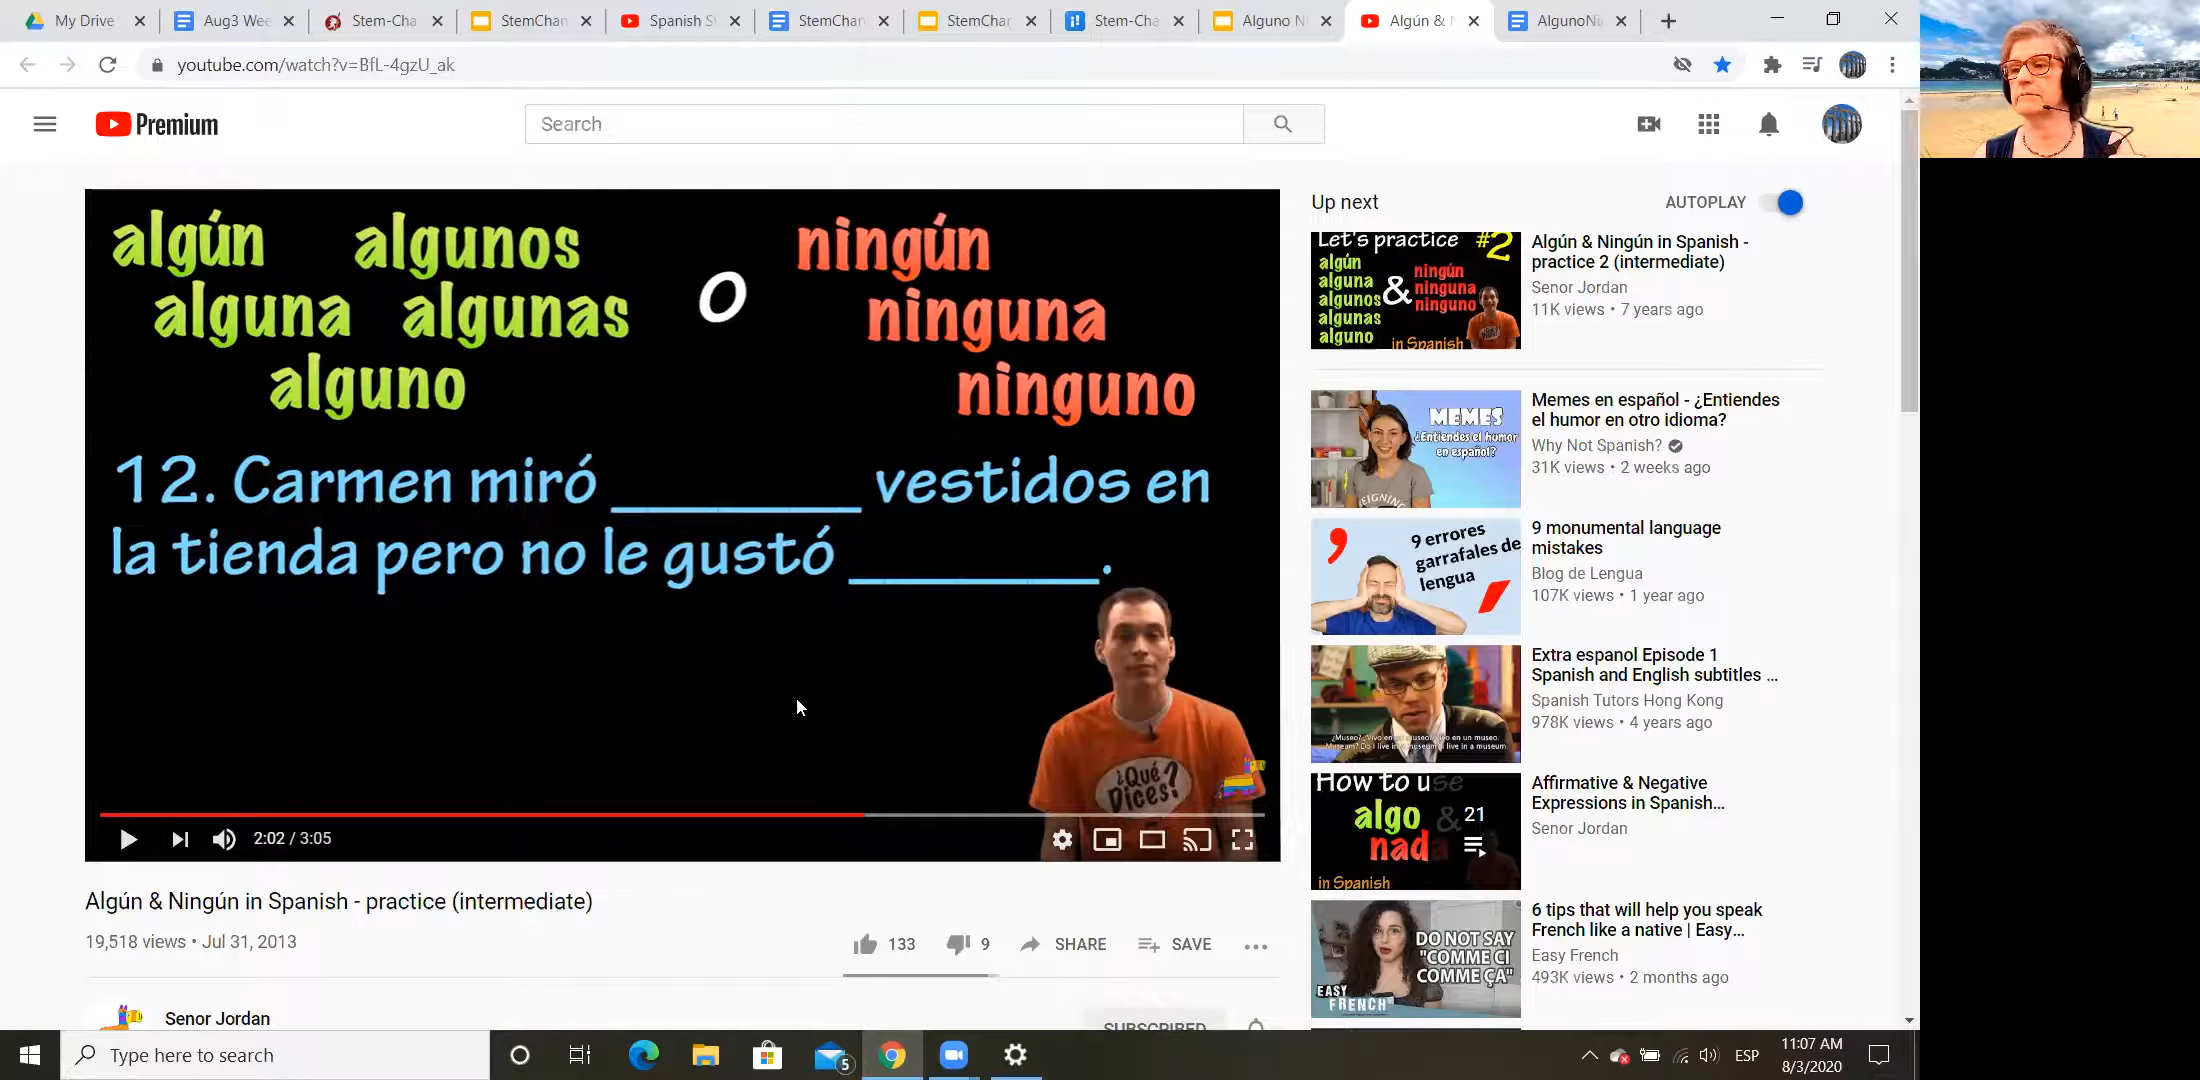 My Drive
Aug3 Wee
Stem-Cha
StemChan
Spanish S
StemChan
StemChar
Stem-Cha
Alguno N
Algún & N
AlgunoNi
youtube.com/watch?v=BfL-4gzU_ak
Premium
Search
algún algunos ningún
alguna algunas o ninguna
alguno ninguno
12. Carmen miró ________ vestidos en
la tienda pero no le gustó ________.
¿Qué
Dices?
2:02 / 3:05
Algún & Ningún in Spanish - practice (intermediate)
19,518 views • Jul 31, 2013
133
9
SHARE
SAVE
Senor Jordan
SUBSCRIBED
Up next
AUTOPLAY
Let's practice #2
algún
alguna
algunos
algunas
alguno
&
ningún
ninguna
ninguno
in Spanish
Algún & Ningún in Spanish -
practice 2 (intermediate)
Senor Jordan
11K views • 7 years ago
MEMES
¿Entiendes el humor
en español?
Memes en español - ¿Entiendes
el humor en otro idioma?
Why Not Spanish?
31K views • 2 weeks ago
9 errores
garrafales de
lengua
9 monumental language
mistakes
Blog de Lengua
107K views • 1 year ago
Extra espanol Episode 1
Spanish and English subtitles ...
Spanish Tutors Hong Kong
978K views • 4 years ago
How to use
algo &
nada
in Spanish
21
Affirmative & Negative
Expressions in Spanish...
Senor Jordan
DO NOT SAY
"COMME CI
COMME ÇA"
EASY
FRENCH
6 tips that will help you speak
French like a native | Easy...
Easy French
493K views • 2 months ago
Type here to search
5
ESP
11:07 AM
8/3/2020